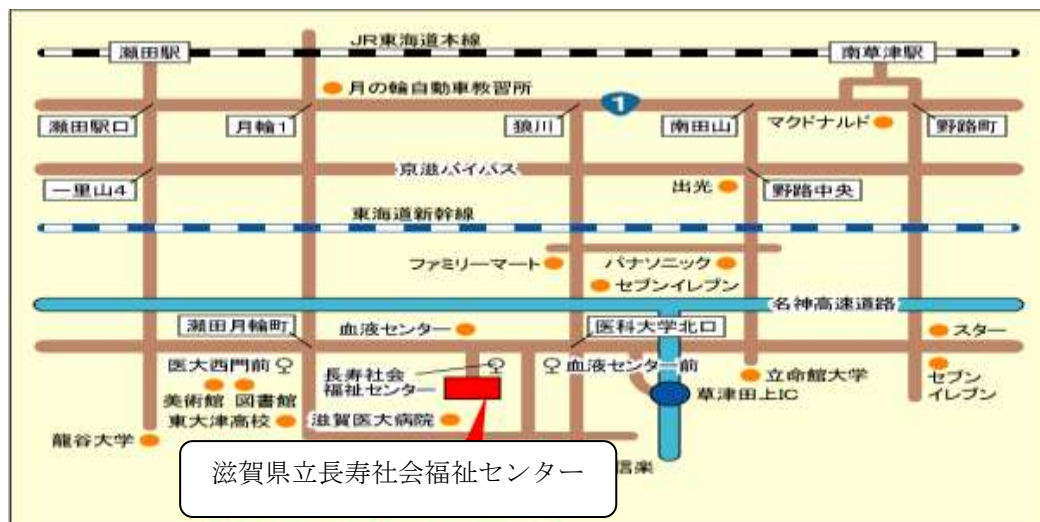 JR東海道本線
瀬田駅
南草津駅
月の輪自動車教習所
1
瀬田駅口
月輪1
狼川
南田山
マクドナルド
野路町
京滋バイパス
一里山4
出光
野路中央
東海道新幹線
ファミリーマート
パナソニック
セブンイレブン
名神高速道路
瀬田月輪町
血液センター
医科大学北口
スター
医大西門前
長寿社会
福祉センター
血液センター前
立命館大学
セブン
イレブン
美術館 図書館
草津田上IC
東大津高校
滋賀医大病院
龍谷大学
信楽
滋賀県立長寿社会福祉センター